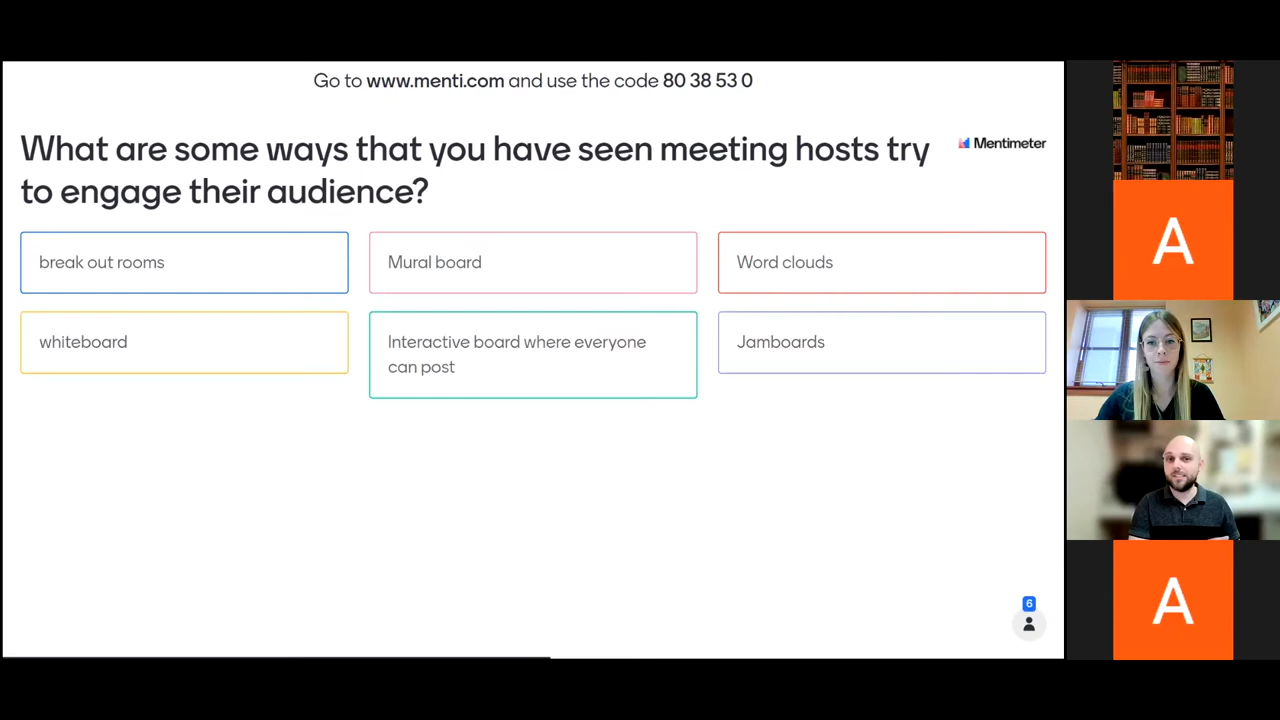 Go to www.menti.com and use the code 80 38 53 0
What are some ways that you have seen meeting hosts try
to engage their audience?
Mentimeter
break out rooms
Mural board
Word clouds
whiteboard
Interactive board where everyone
can post
Jamboards
6
A
A